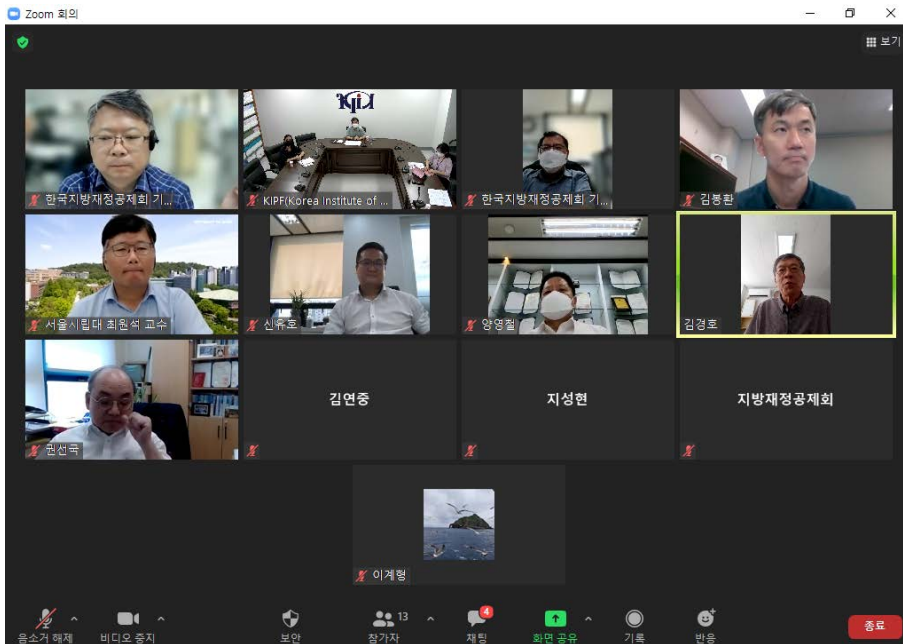 Zoom 회의
보기
한국지방재정공제회 기...
KIPF(Korea Institute of ...
한국지방재정공제회 기...
김봉환
서울시립대 최원석 교수
신유호
양영철
김경호
권선국
김연중
지성현
지방재정공제회
이계형
음소거 해제
비디오 중지
보안
13
참가자
4
채팅
화면 공유
기록
반응
종료